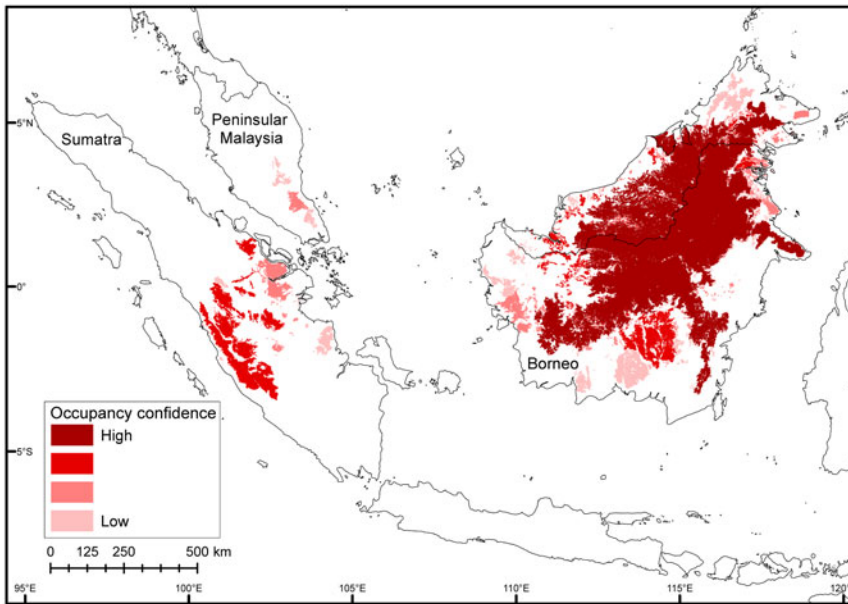 Peninsular
Malaysia
Sumatra
Borneo
5°N
0°
5°S
Occupancy confidence
High
Low
0 125 250 500 km
95°E 100°E 105°E 110°E 115°E